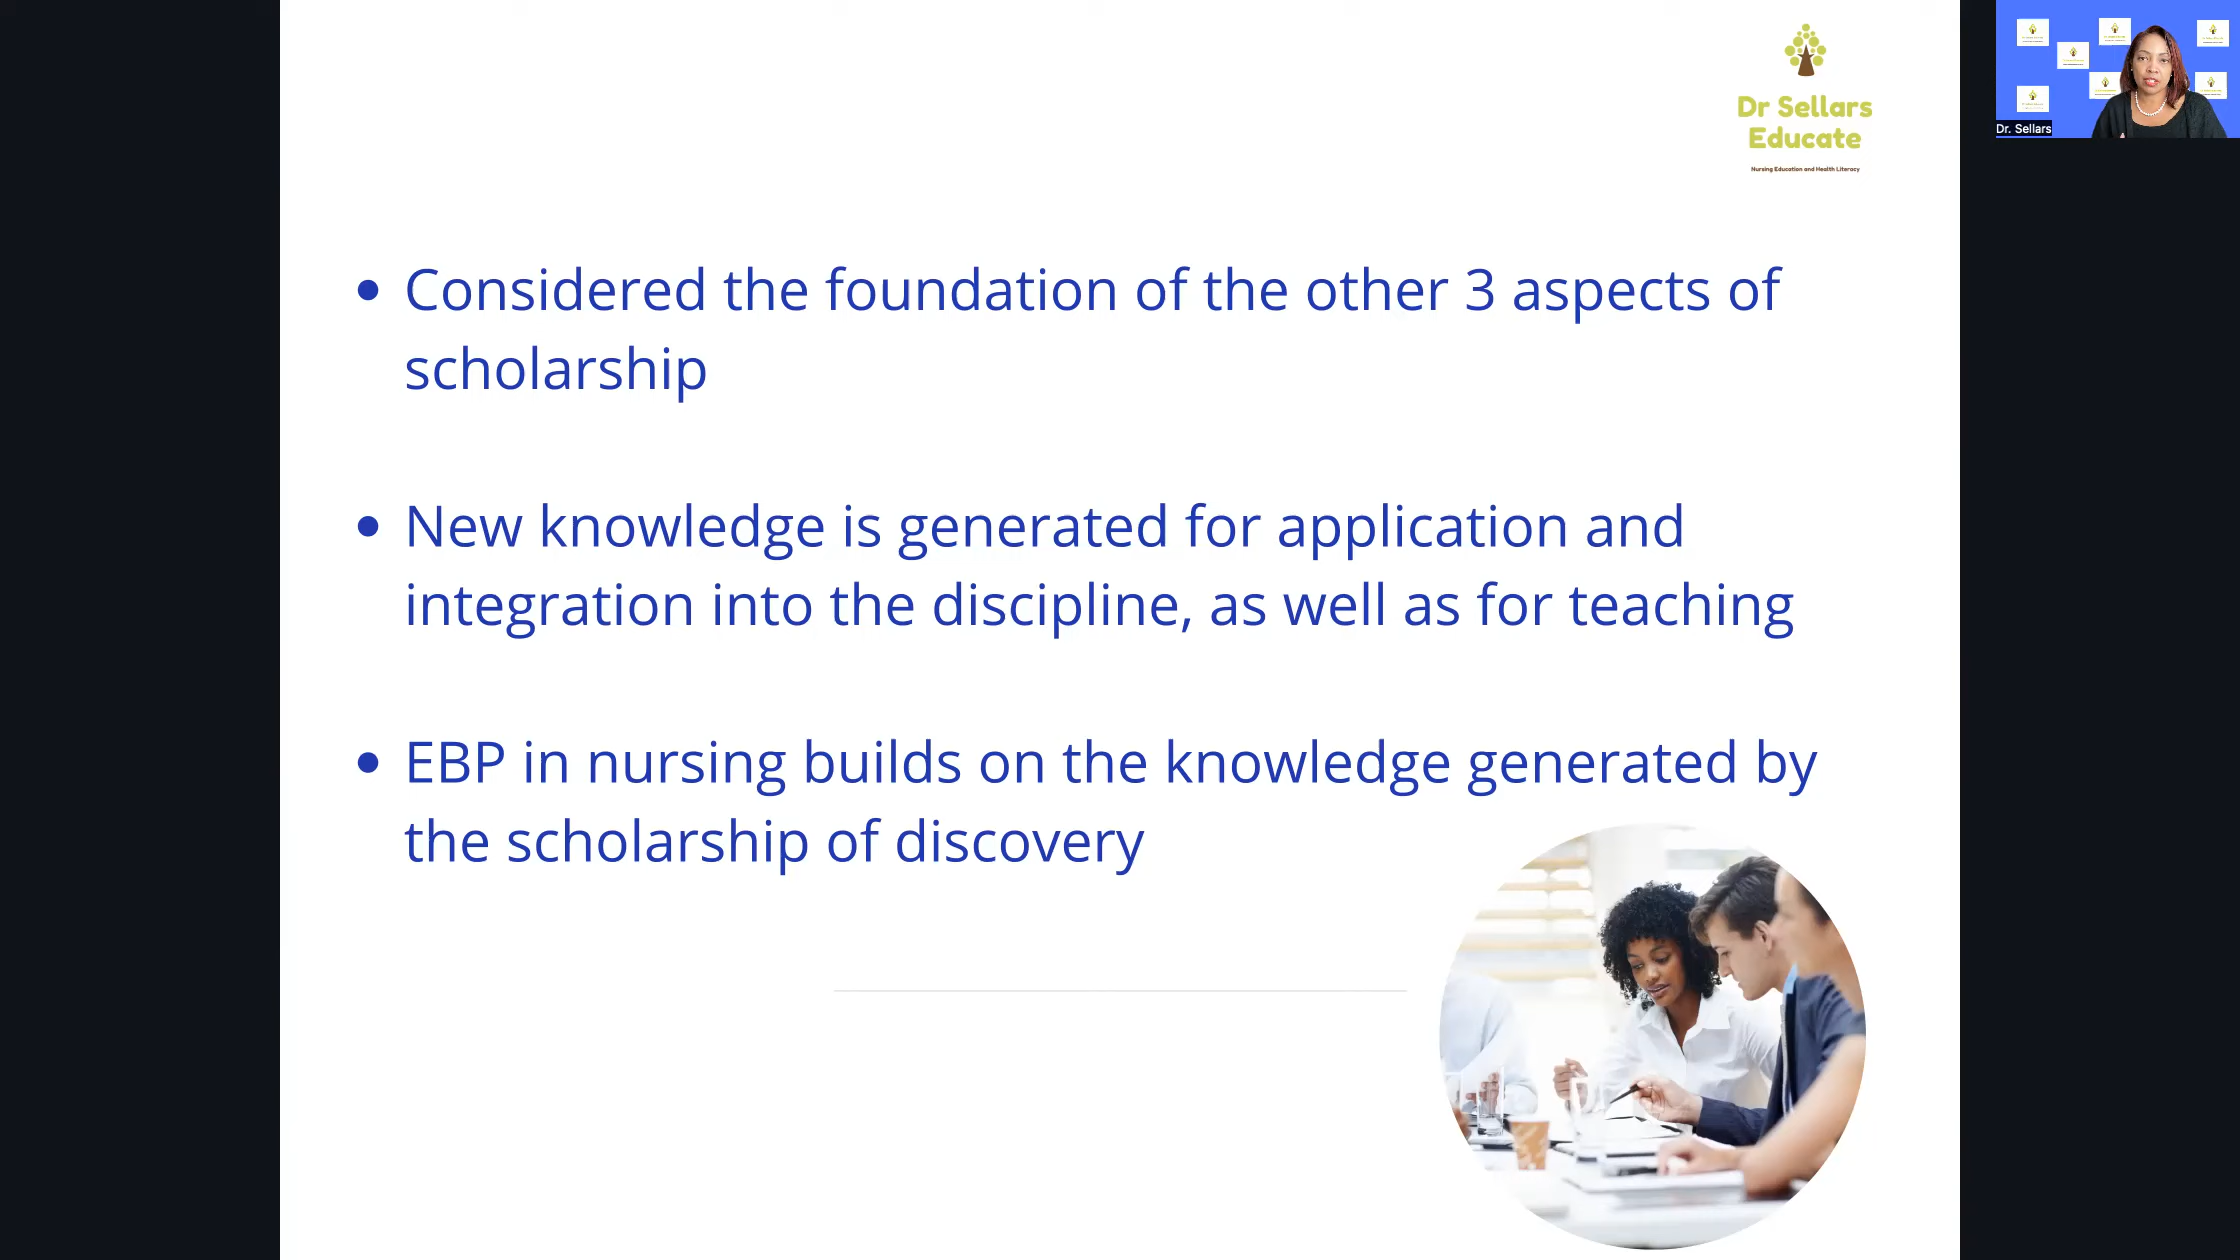 Dr Sellars
Educate
Nursing Education and Health Literacy
Dr. Sellars
• Considered the foundation of the other 3 aspects of
scholarship
• New knowledge is generated for application and
integration into the discipline, as well as for teaching
• EBP in nursing builds on the knowledge generated by
the scholarship of discovery